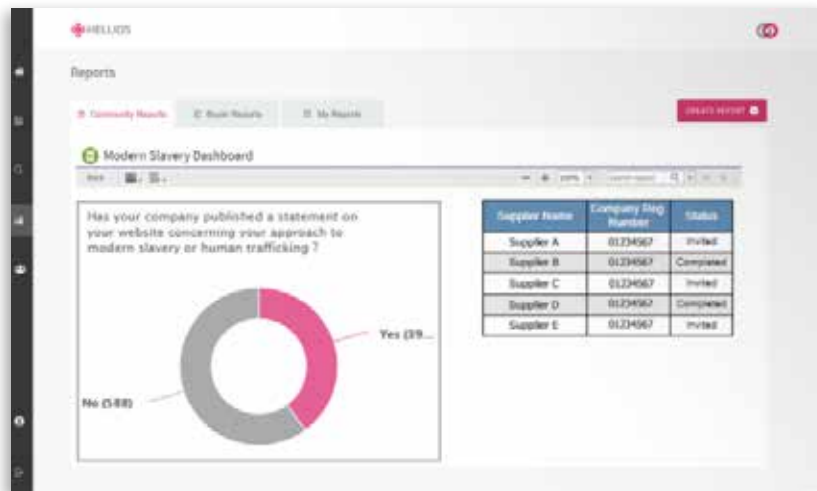 HELLIOS
Reports
Community Reports
My Reports
CREATE REPORT
Modern Slavery Dashboard
100%
Has your company published a statement on
your website concerning your approach to
modern slavery or human trafficking ?
Yes (39...
No (588)
Supplier Name Company Reg Number Status
Supplier A 01234567 Invited
Supplier B 01234567 Completed
Supplier C 01234567 Invited
Supplier D 01234567 Completed
Supplier E 01234567 Invited